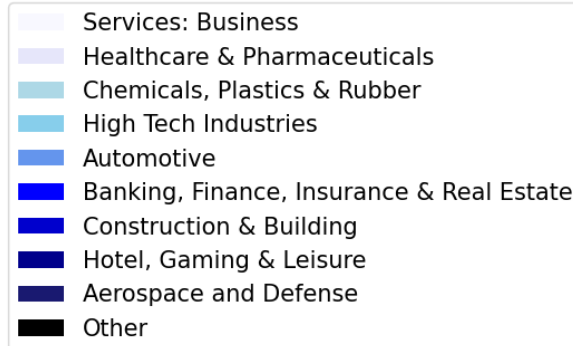 Services: Business
Healthcare & Pharmaceuticals
Chemicals, Plastics & Rubber
High Tech Industries
Automotive
Banking, Finance, Insurance & Real Estate
Construction & Building
Hotel, Gaming & Leisure
Aerospace and Defense
Other